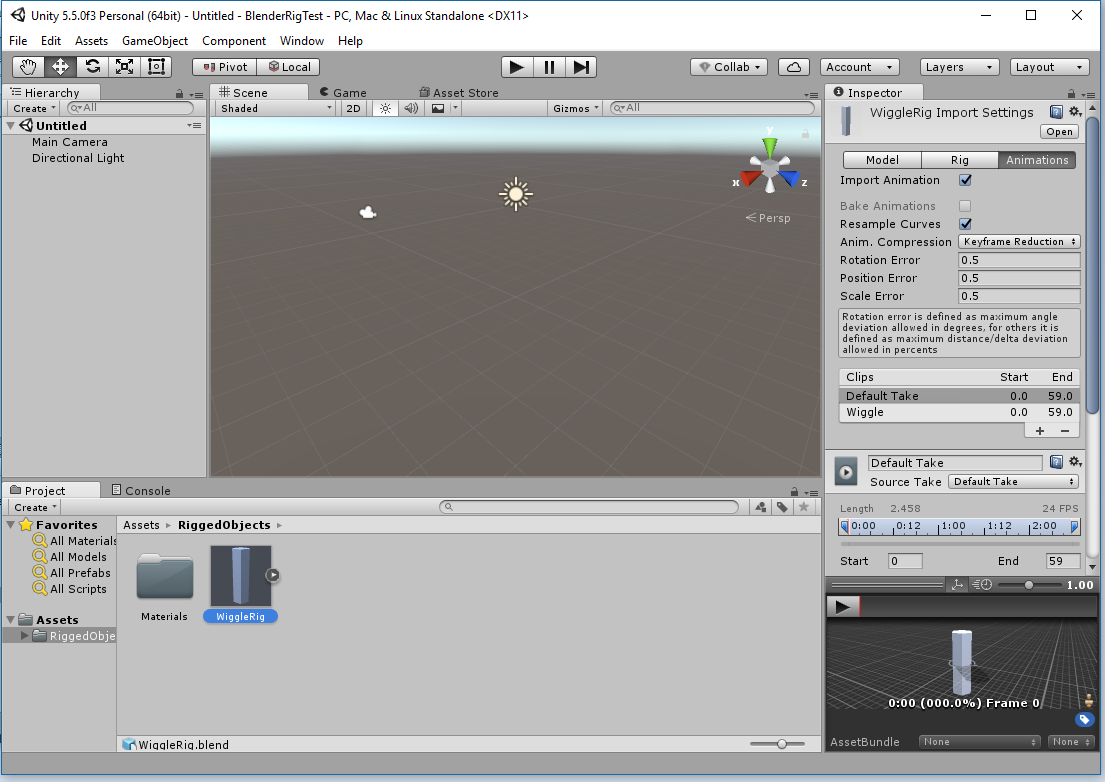 Unity 5.5.0f3 Personal (64bit) - Untitled - BlenderRigTest - PC, Mac & Linux Standalone <DX11>
File Edit Assets GameObject Component Window Help
Pivot Local Collab Account Layers Layout
Hierarchy
Create All
Untitled
Main Camera
Directional Light
Scene Game Asset Store
Shaded 2D Gizmos All
y
x z
Persp
Inspector
WiggleRig Import Settings
Open
Model Rig Animations
Import Animation
Bake Animations
Resample Curves
Anim. Compression Keyframe Reduction
Rotation Error 0.5
Position Error 0.5
Scale Error 0.5
Rotation error is defined as maximum angle
deviation allowed in degrees, for others it is
defined as maximum distance/delta deviation
allowed in percents
Clips Start End
Default Take 0.0 59.0
Wiggle 0.0 59.0
+ −
Default Take
Source Take Default Take
Length 2.458 24 FPS
0:00 0:12 1:00 1:12 2:00
Start 0 End 59
1.00
0:00 (000.0%) Frame 0
AssetBundle None None
Project Console
Create
Favorites
All Materials
All Models
All Prefabs
All Scripts
Assets
RiggedObje
Assets RiggedObjects
Materials WiggleRig
WiggleRig.blend